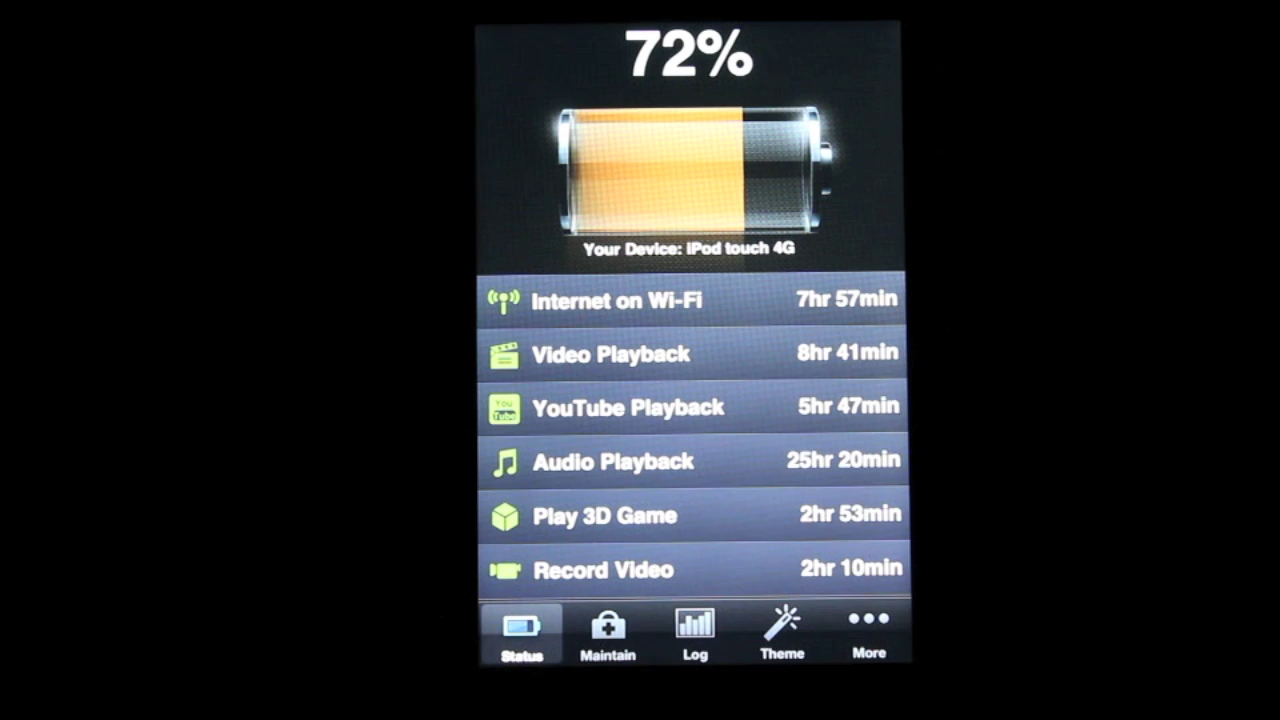 72%
Your Device: iPod touch 4G
Internet on Wi-Fi 7hr 57min
Video Playback 8hr 41min
You
Tube
YouTube Playback 5hr 47min
Audio Playback 25hr 20min
Play 3D Game 2hr 53min
Record Video 2hr 10min
Status Maintain Log Theme More